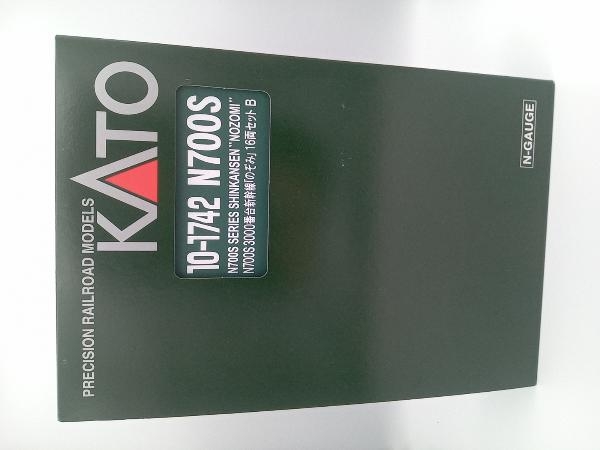 PRECISION RAILROAD MODELS
KATO
10-1742 N700S
N700S SERIES SHINKANSEN "NOZOMI"
N700S 3000番台新幹線「のぞみ」 16両セット B
N-GAUGE